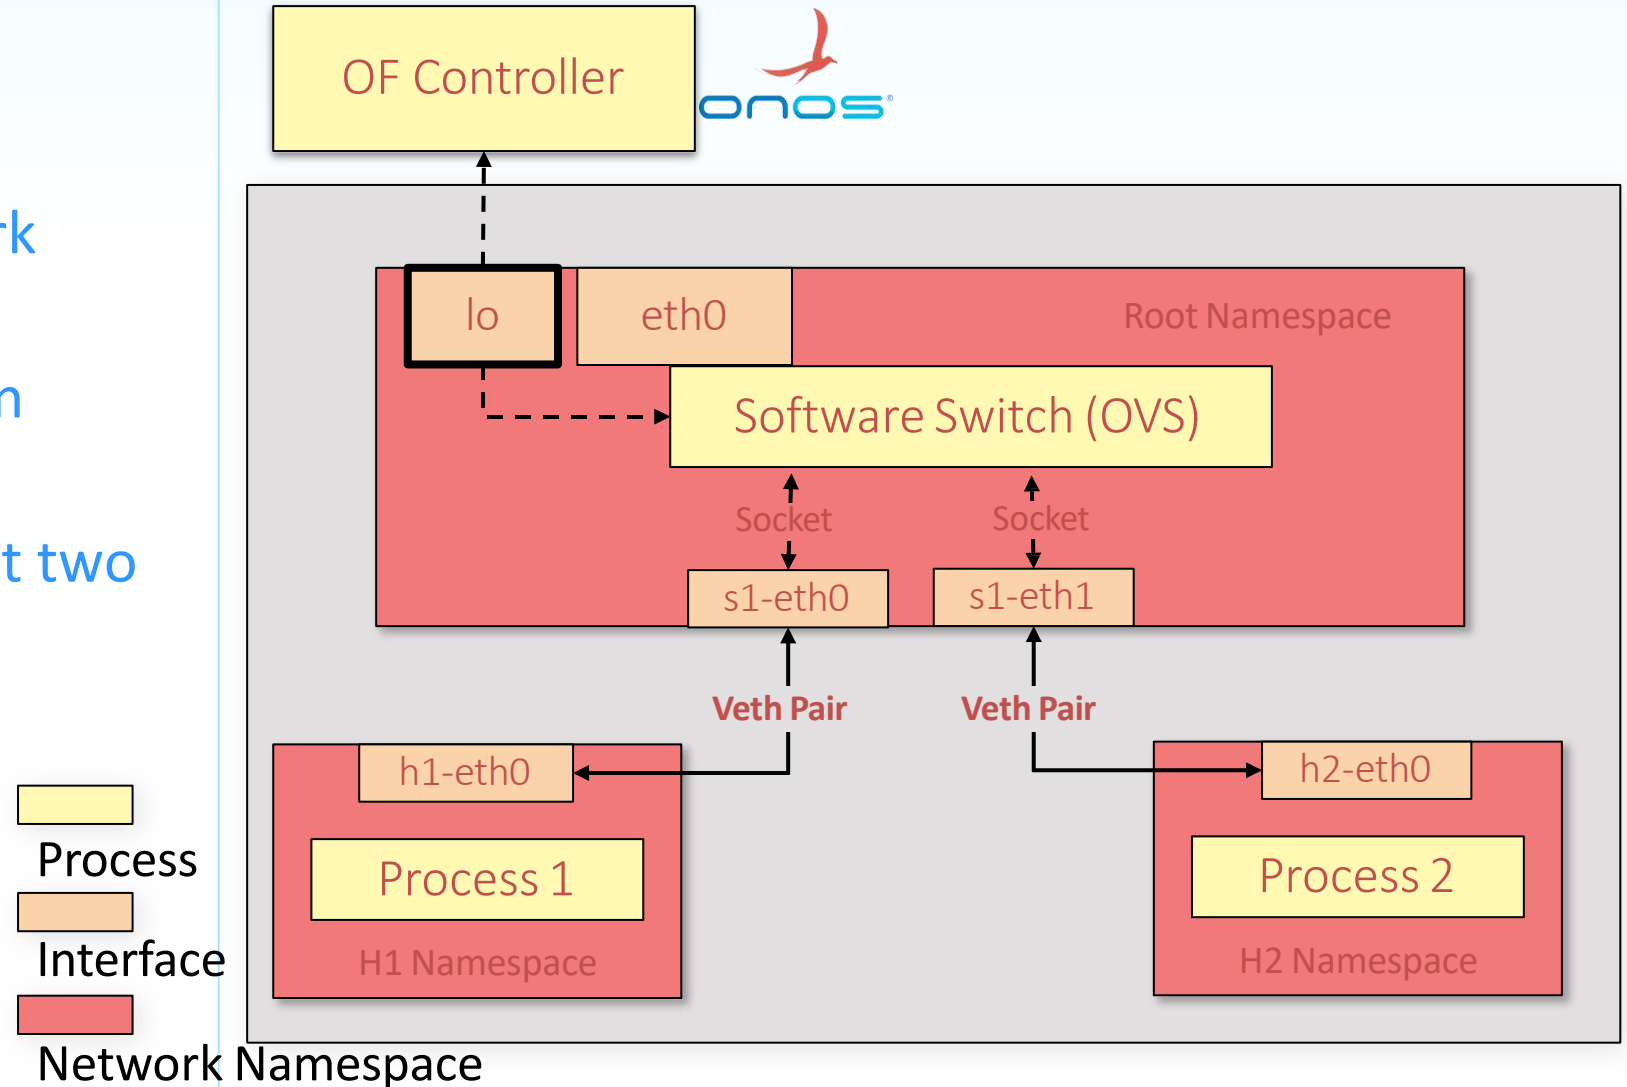 OF Controller
onos®
rk
n
t two
lo
eth0
Root Namespace
Software Switch (OVS)
Socket
Socket
s1-eth0
s1-eth1
Veth Pair
Veth Pair
h1-eth0
h2-eth0
Process 1
Process 2
H1 Namespace
H2 Namespace
Process
Interface
Network Namespace